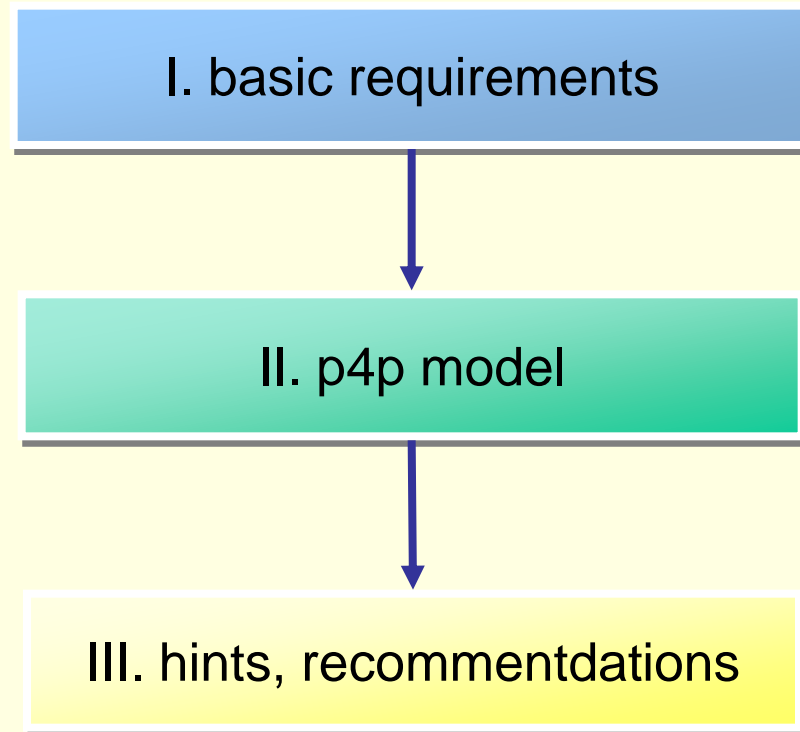 I. basic requirements
II. p4p model
III. hints, recommentdations